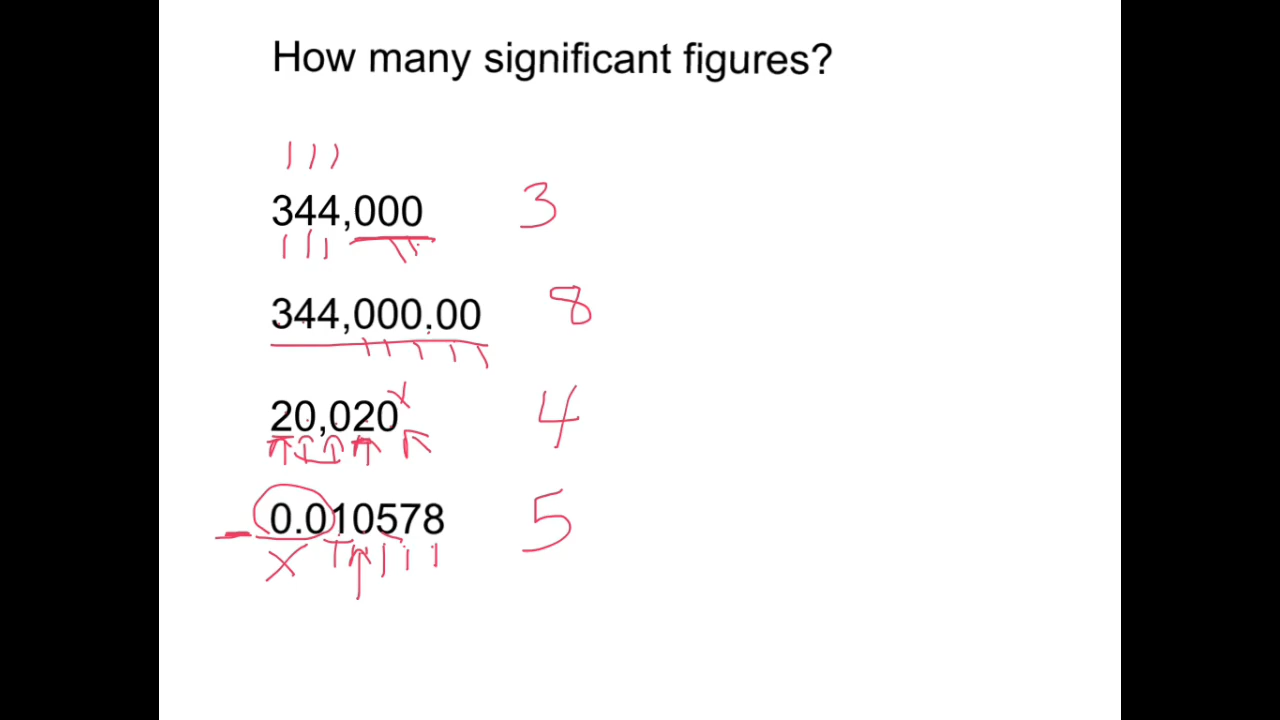 How many significant figures?
344,000 3
344,000.00 8
20,020 x 4
0.010578 5
x